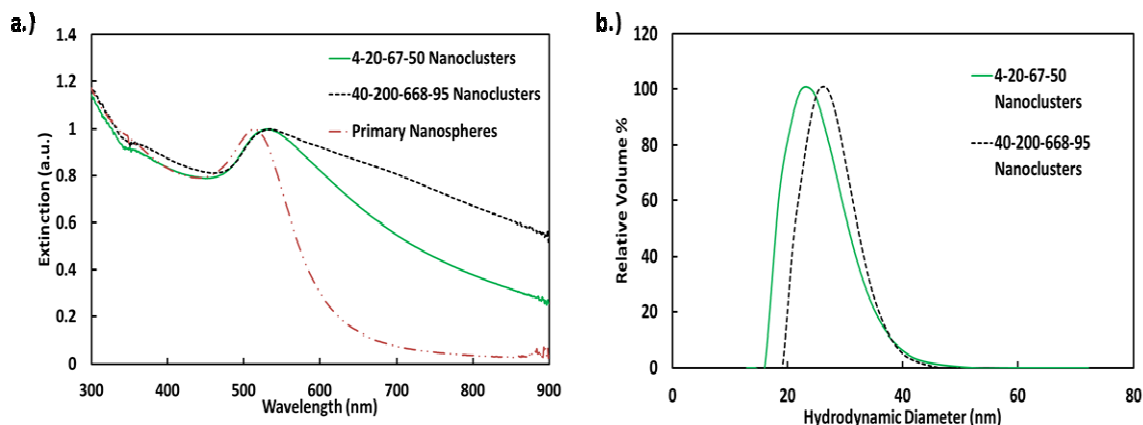 a.)
1.4
1.2
1
0.8
0.6
0.4
0.2
0
Extinction (a.u.)
4-20-67-50 Nanoclusters
40-200-668-95 Nanoclusters
Primary Nanospheres
300 400 500 600 700 800 900
Wavelength (nm)
b.)
120
100
80
60
40
20
0
Relative Volume %
4-20-67-50
Nanoclusters
40-200-668-95
Nanoclusters
0 20 40 60 80
Hydrodynamic Diameter (nm)